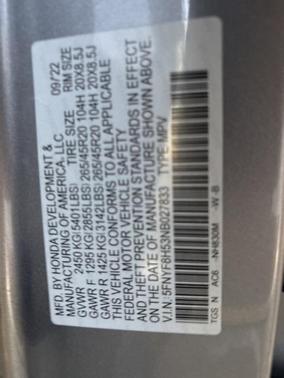 MFD. BY HONDA DEVELOPMENT & 09/22
MANUFACTURING OF AMERICA, LLC
TIRE SIZE RIM SIZE
GVWR 2450 KG(5401LBS)
GAWR F 1295 KG(2855LBS)265/45R20 104H 20X8.5J
GAWR R 1425 KG(3142LBS)265/45R20 104H 20X8.5J
THIS VEHICLE CONFORMS TO ALL APPLICABLE
FEDERAL MOTOR VEHICLE SAFETY
AND THEFT PREVENTION STANDARDS IN EFFECT
ON THE DATE OF MANUFACTURE SHOWN ABOVE.
V.I.N. 5FNYF8H53NB027833 TYPE:MPV
TGS N AC6 NH830M -W -B